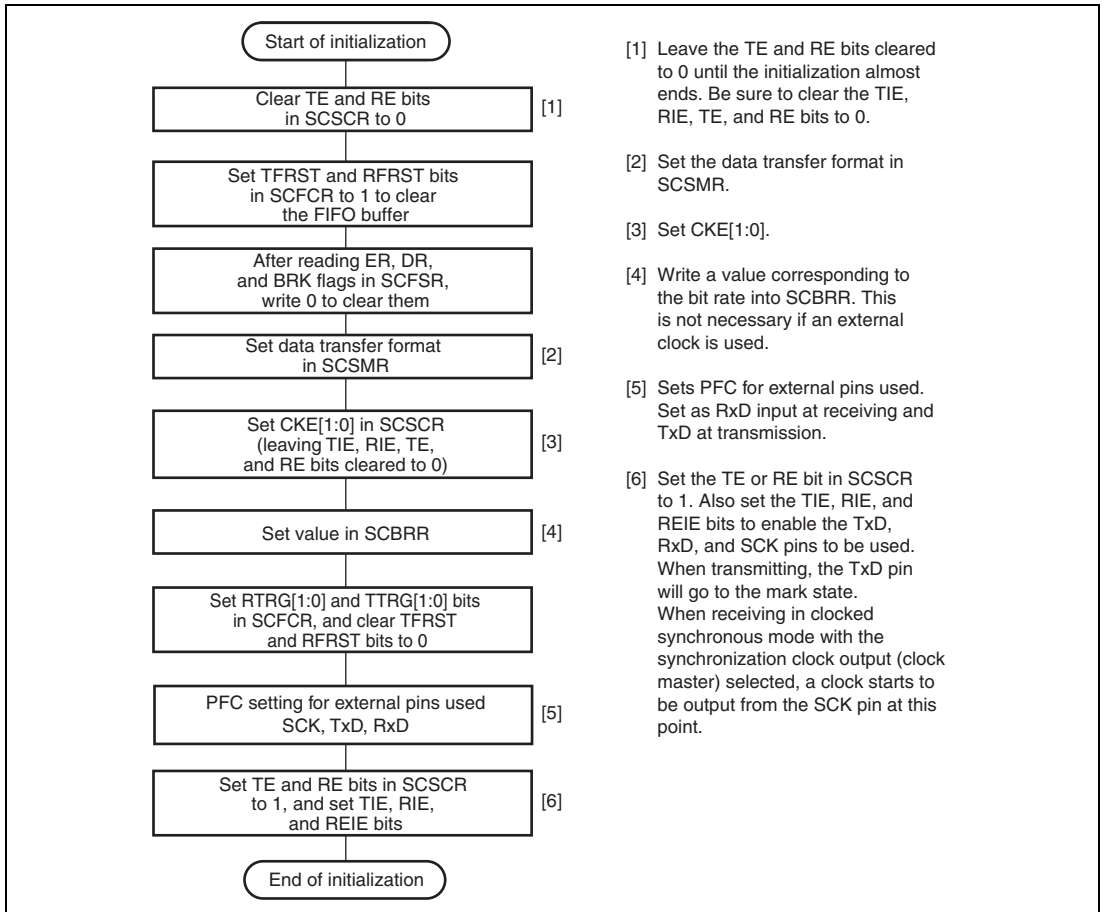 Start of initialization
Clear TE and RE bits
in SCSCR to 0
[1]
Set TFRST and RFRST bits
in SCFCR to 1 to clear
the FIFO buffer
After reading ER, DR,
and BRK flags in SCFSR,
write 0 to clear them
Set data transfer format
in SCSMR
[2]
Set CKE[1:0] in SCSCR
(leaving TIE, RIE, TE,
and RE bits cleared to 0)
[3]
Set value in SCBRR
[4]
Set RTRG[1:0] and TTRG[1:0] bits
in SCFCR, and clear TFRST
and RFRST bits to 0
PFC setting for external pins used
SCK, TxD, RxD
[5]
Set TE and RE bits in SCSCR
to 1, and set TIE, RIE,
and REIE bits
[6]
End of initialization
[1] Leave the TE and RE bits cleared
to 0 until the initialization almost
ends. Be sure to clear the TIE,
RIE, TE, and RE bits to 0.
[2] Set the data transfer format in
SCSMR.
[3] Set CKE[1:0].
[4] Write a value corresponding to
the bit rate into SCBRR. This
is not necessary if an external
clock is used.
[5] Sets PFC for external pins used.
Set as RxD input at receiving and
TxD at transmission.
[6] Set the TE or RE bit in SCSCR
to 1. Also set the TIE, RIE, and
REIE bits to enable the TxD,
RxD, and SCK pins to be used.
When transmitting, the TxD pin
will go to the mark state.
When receiving in clocked
synchronous mode with the
synchronization clock output (clock
master) selected, a clock starts to
be output from the SCK pin at this
point.